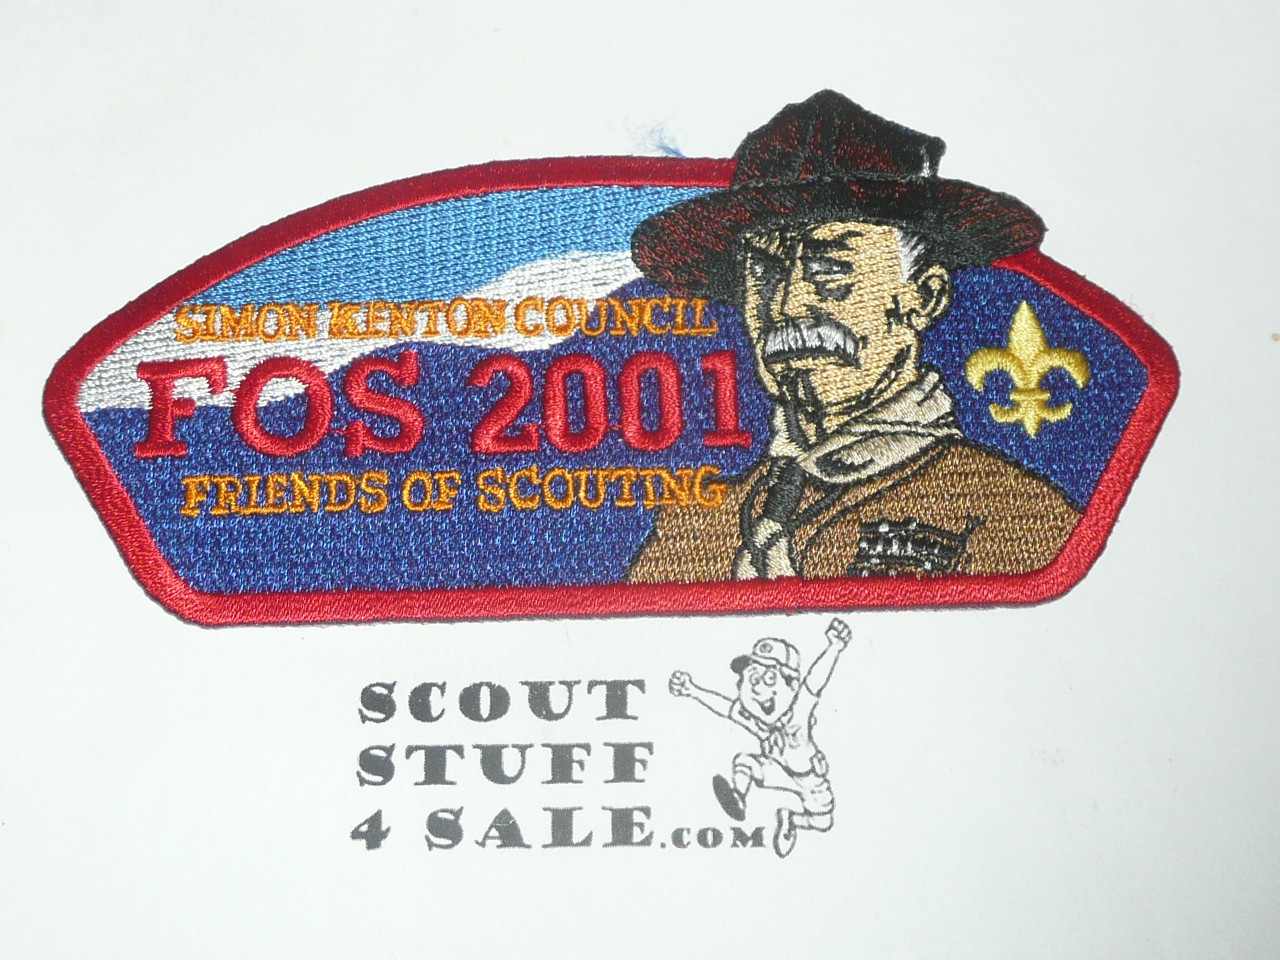 SIMON KENTON COUNCIL
FOS 2001
FRIENDS OF SCOUTING
SCOUT
STUFF
4 SALE.COM